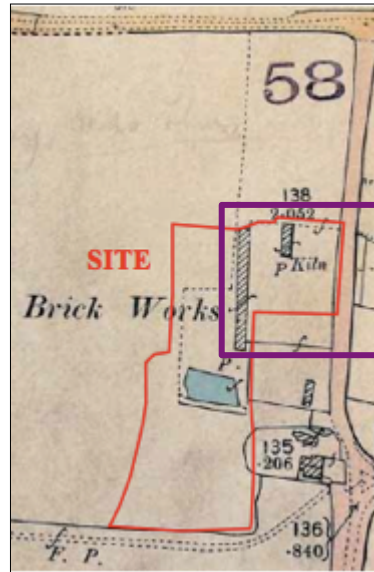 58
138
2.052
SITE
P Kiln
Brick Works
P.
135
.206
136
.840
F. P.